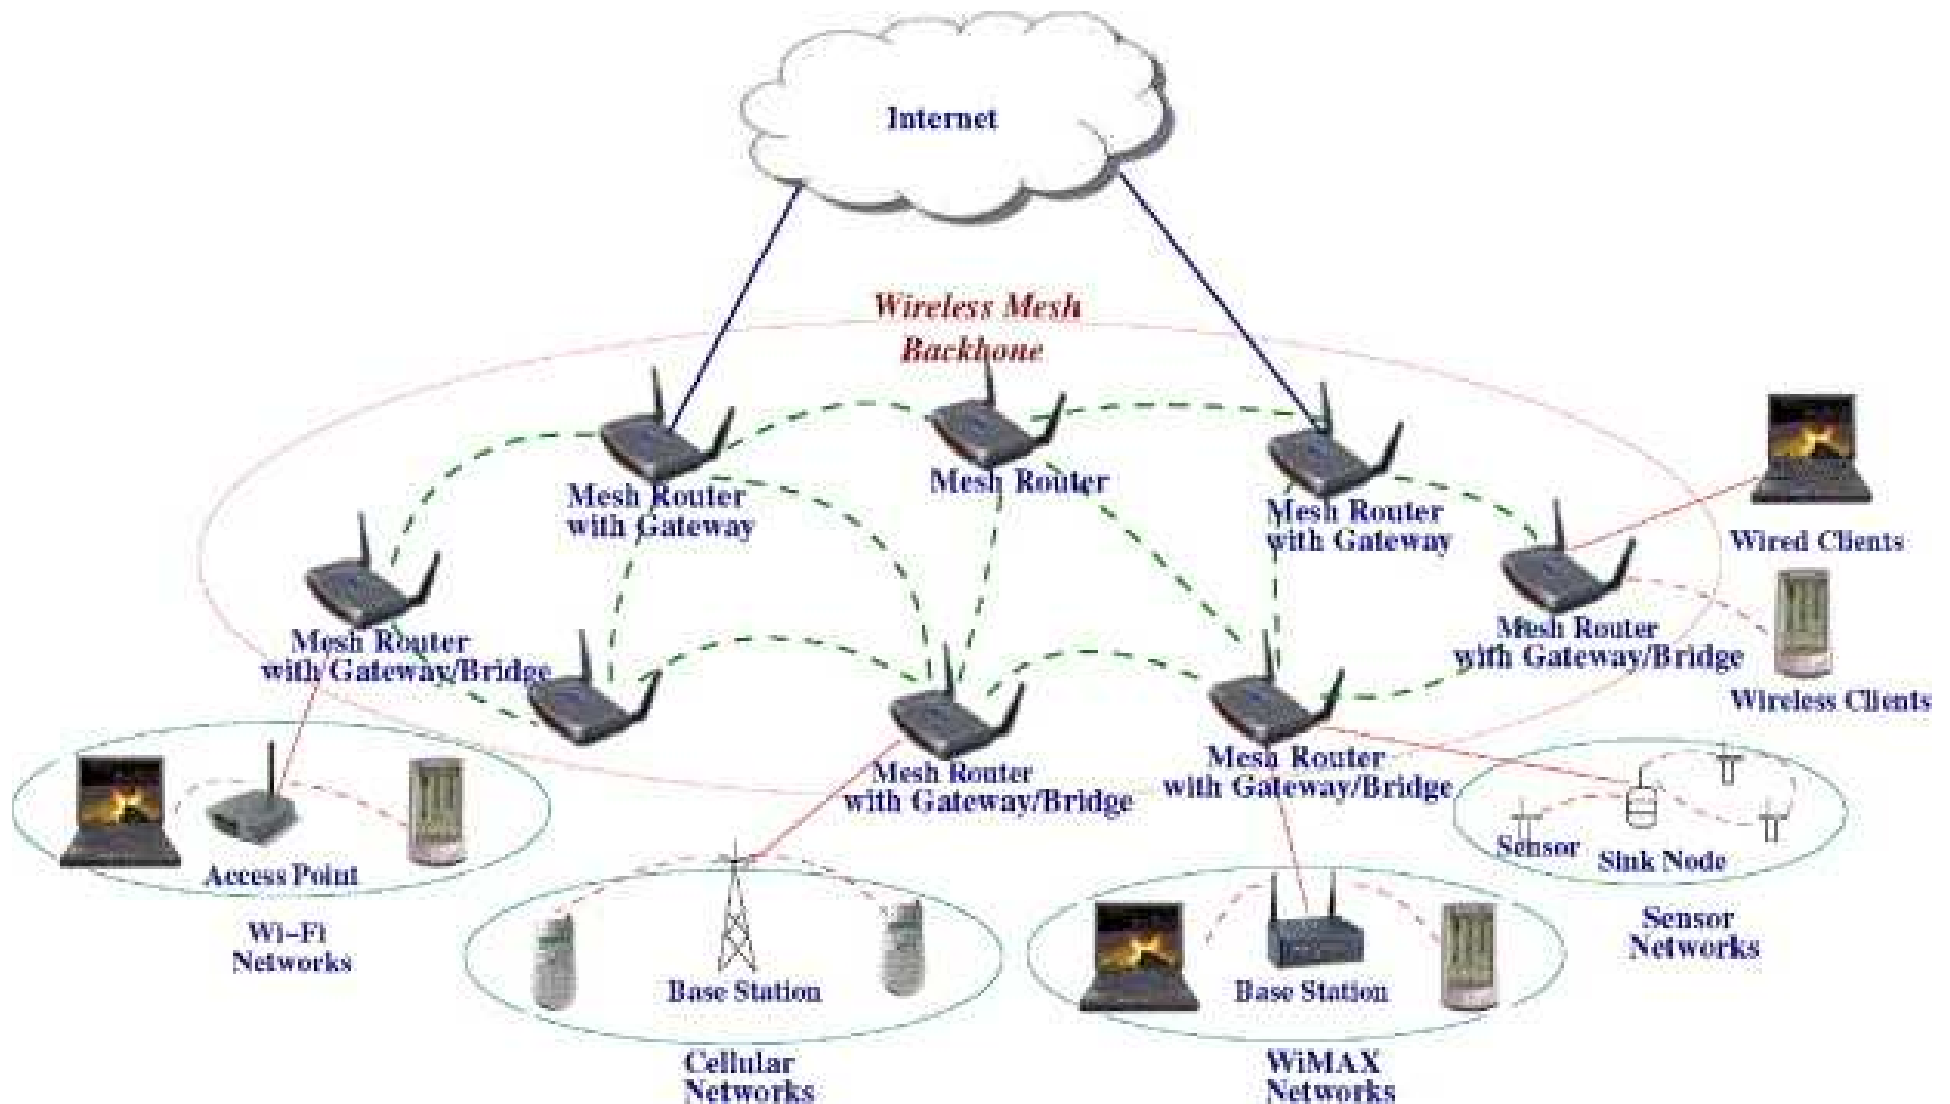 Internet
Wireless Mesh
Backbone
Mesh Router
with Gateway
Mesh Router
Mesh Router
with Gateway
Wired Clients
Mesh Router
with Gateway/Bridge
Mesh Router
with Gateway/Bridge
Wireless Clients
Mesh Router
with Gateway/Bridge
Mesh Router
with Gateway/Bridge
Access Point
Sensor
Sink Node
Wi-Fi
Networks
Base Station
Base Station
Sensor
Networks
Cellular
Networks
WiMAX
Networks